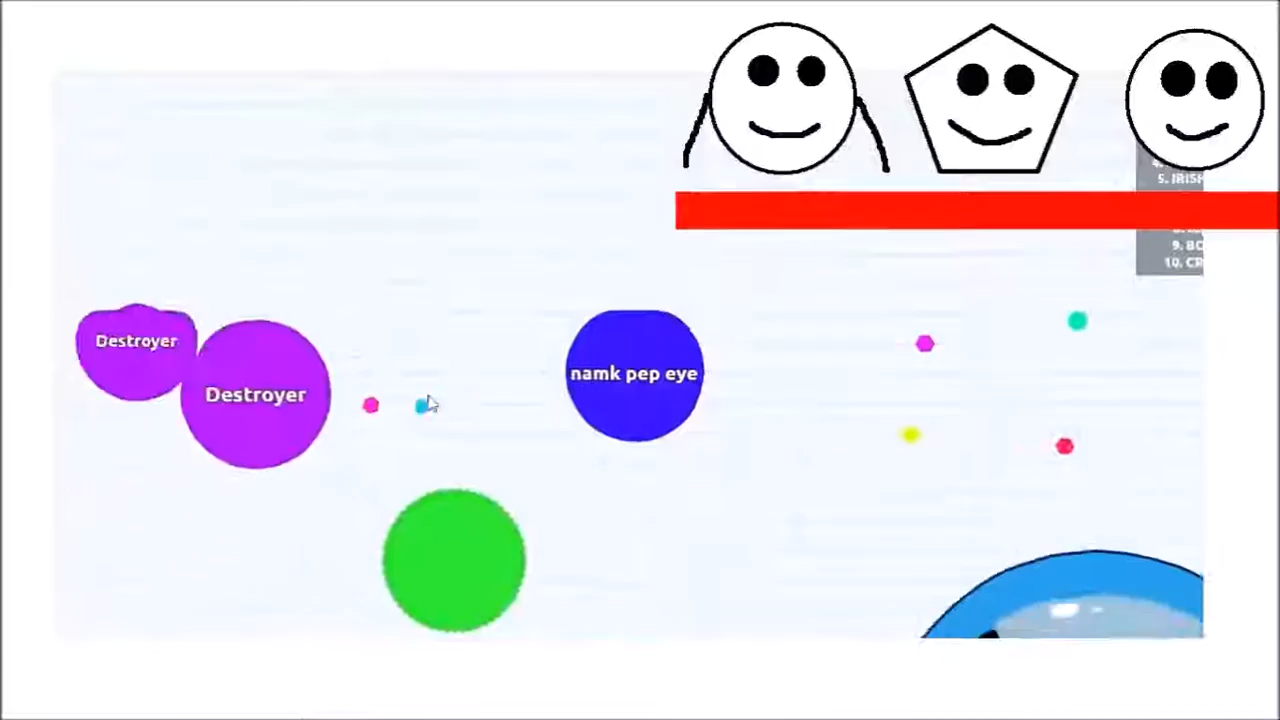 5. IRISH
9. BO
10. CR
Destroyer
Destroyer
namk pep eye